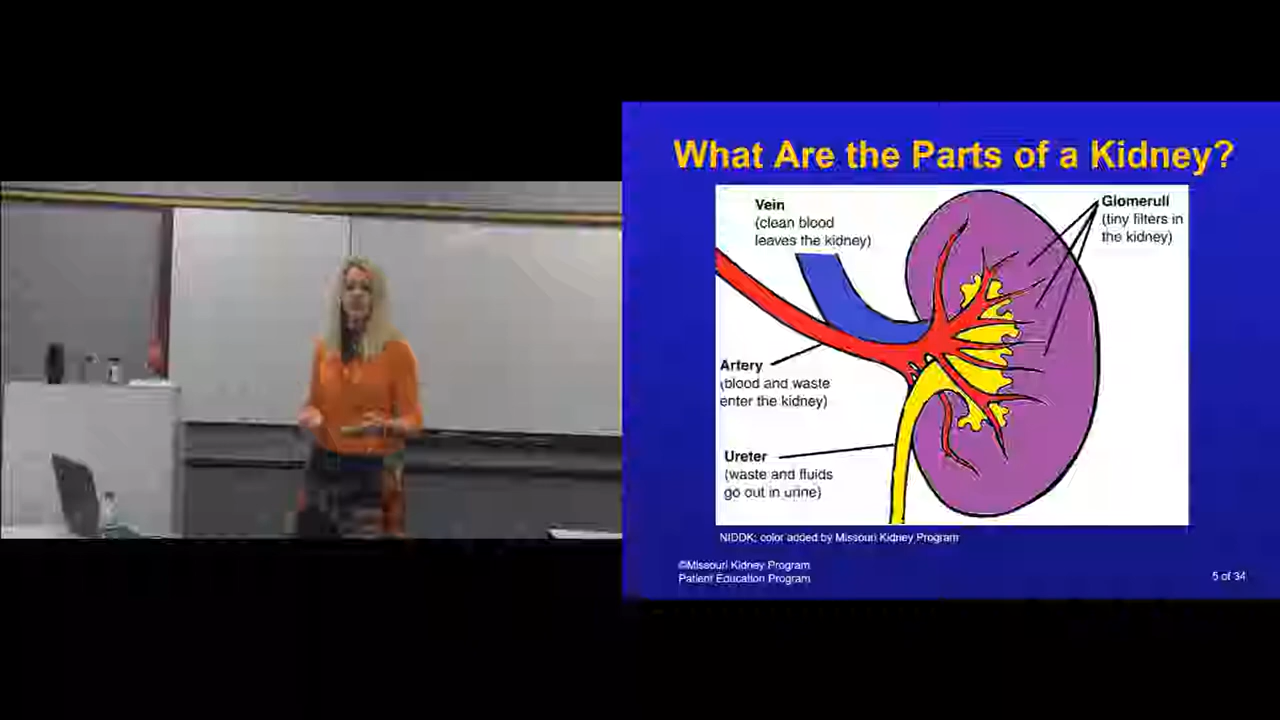 What Are the Parts of a Kidney?
Vein
(clean blood
leaves the kidney)
Glomeruli
(tiny filters in
the kidney)
Artery
(blood and waste
enter the kidney)
Ureter
(waste and fluids
go out in urine)
NIDDK; color added by Missouri Kidney Program
©Missouri Kidney Program
Patient Education Program
5 of 34